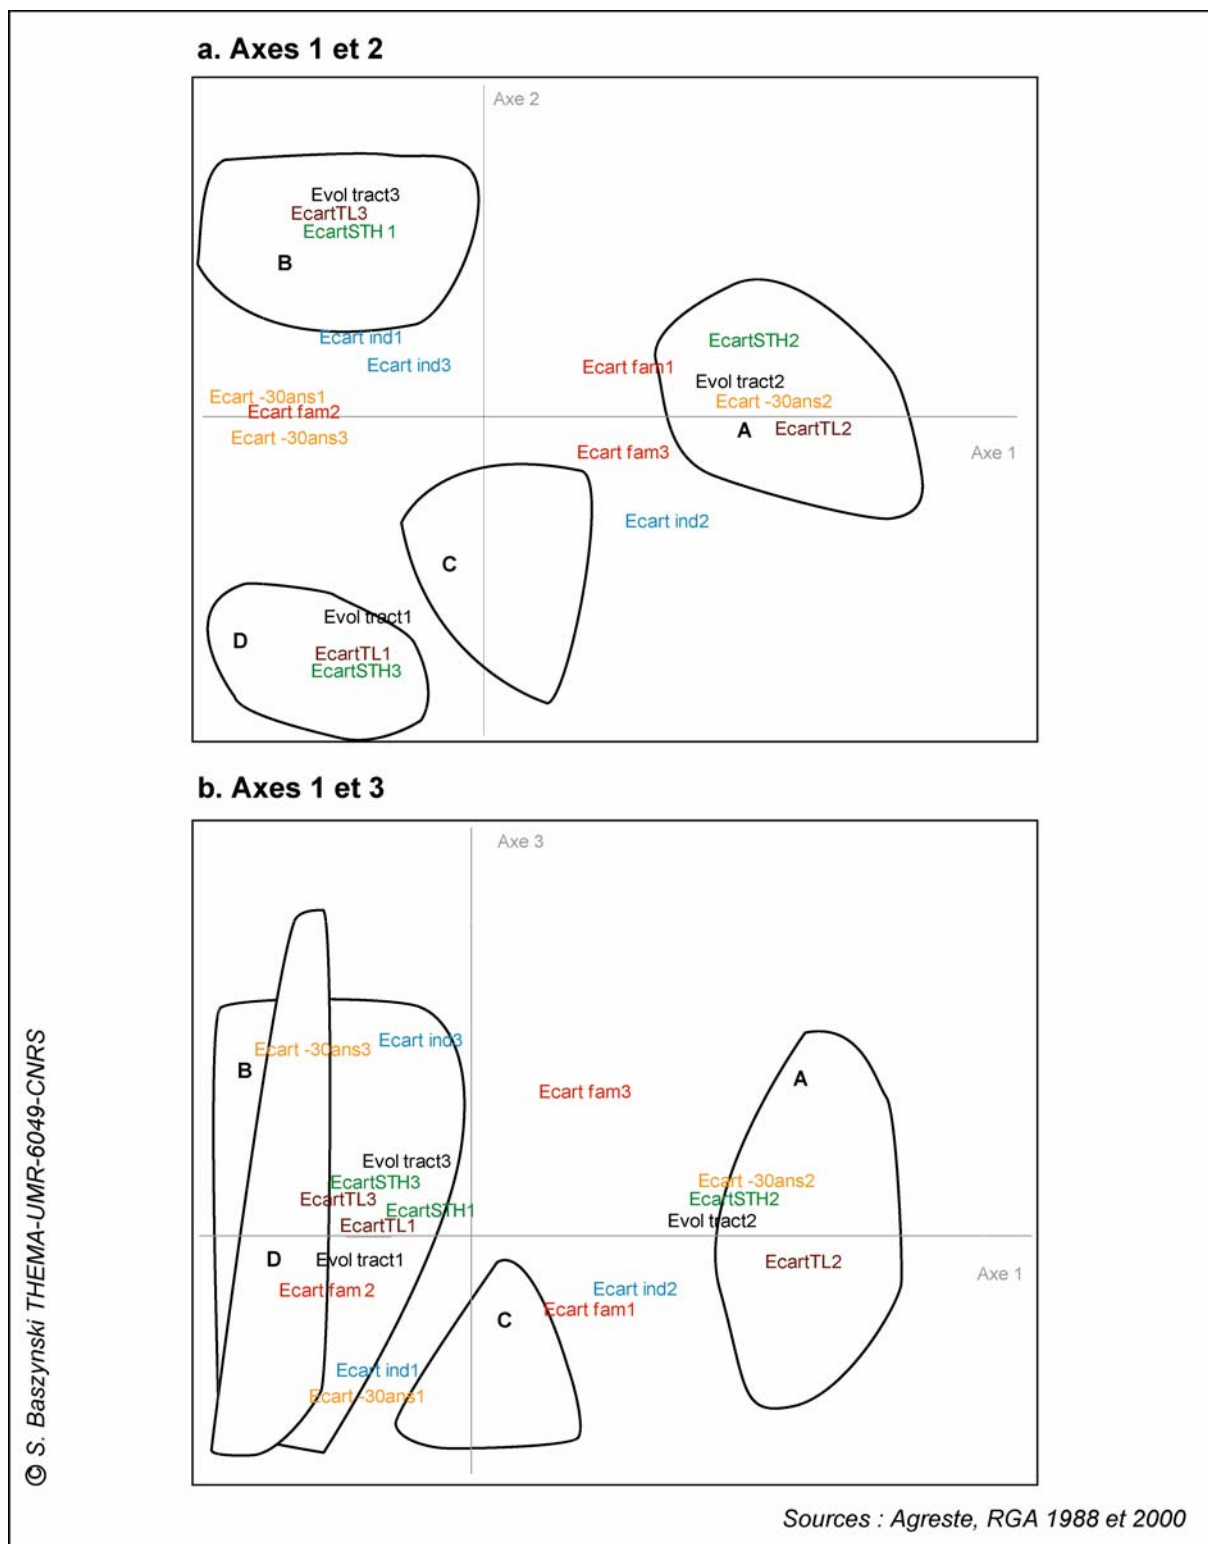 a. Axes 1 et 2
Axe 2
Evol tract3
EcartTL3
EcartSTH 1
B
Ecart ind1
EcartSTH2
Ecart ind3
Ecart fam1
Evol tract2
Ecart -30ans1
Ecart -30ans2
Ecart fam2
A
EcartTL2
Ecart -30ans3
Ecart fam3
Axe 1
Ecart ind2
C
Evol tract1
D
EcartTL1
EcartSTH3
b. Axes 1 et 3
Axe 3
Ecart ind3
Ecart -30ans3
B
A
Ecart fam3
Evol tract3
EcartSTH3
Ecart -30ans2
EcartTL3
EcartSTH2
EcartSTH1
EcartTL1
Evol tract2
D
Evol tract1
EcartTL2
Axe 1
Ecart fam 2
Ecart ind2
Ecart fam1
C
Ecart ind1
Ecart -30ans1
© S. Baszynski THEMA-UMR-6049-CNRS
Sources : Agreste, RGA 1988 et 2000